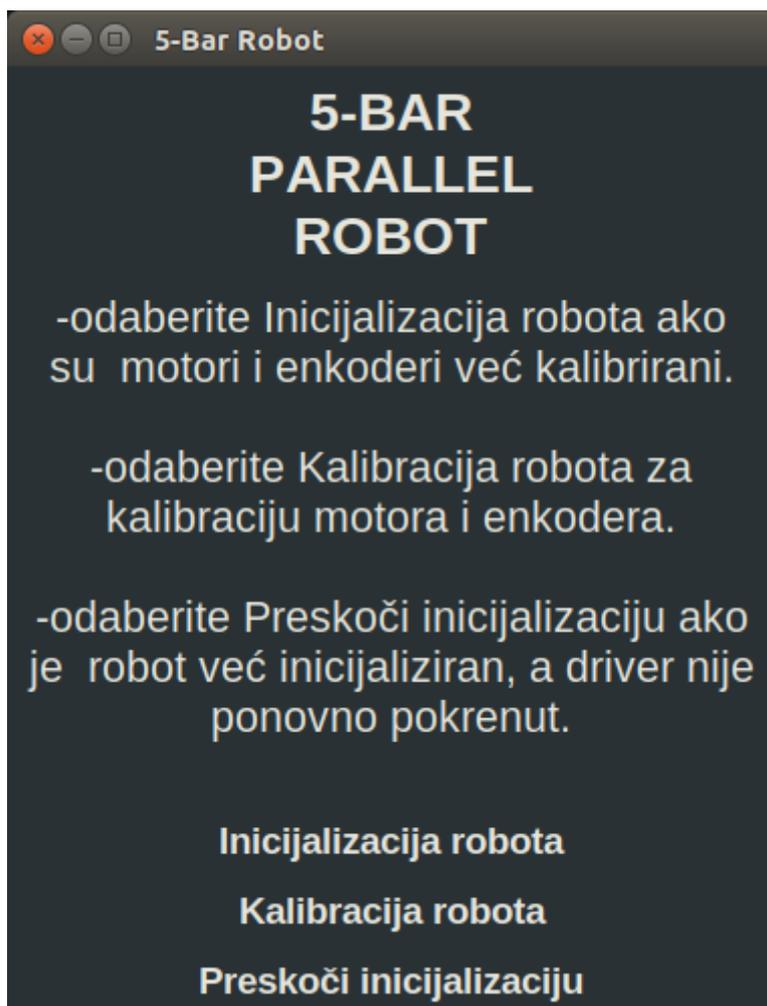 5-Bar Robot
5-BAR
PARALLEL
ROBOT
-odaberite Inicijalizacija robota ako
su  motori i enkoderi već kalibrirani.
-odaberite Kalibracija robota za
kalibraciju motora i enkodera.
-odaberite Preskoči inicijalizaciju ako
je  robot već inicijaliziran, a driver nije
ponovno pokrenut.
Inicijalizacija robota
Kalibracija robota
Preskoči inicijalizaciju